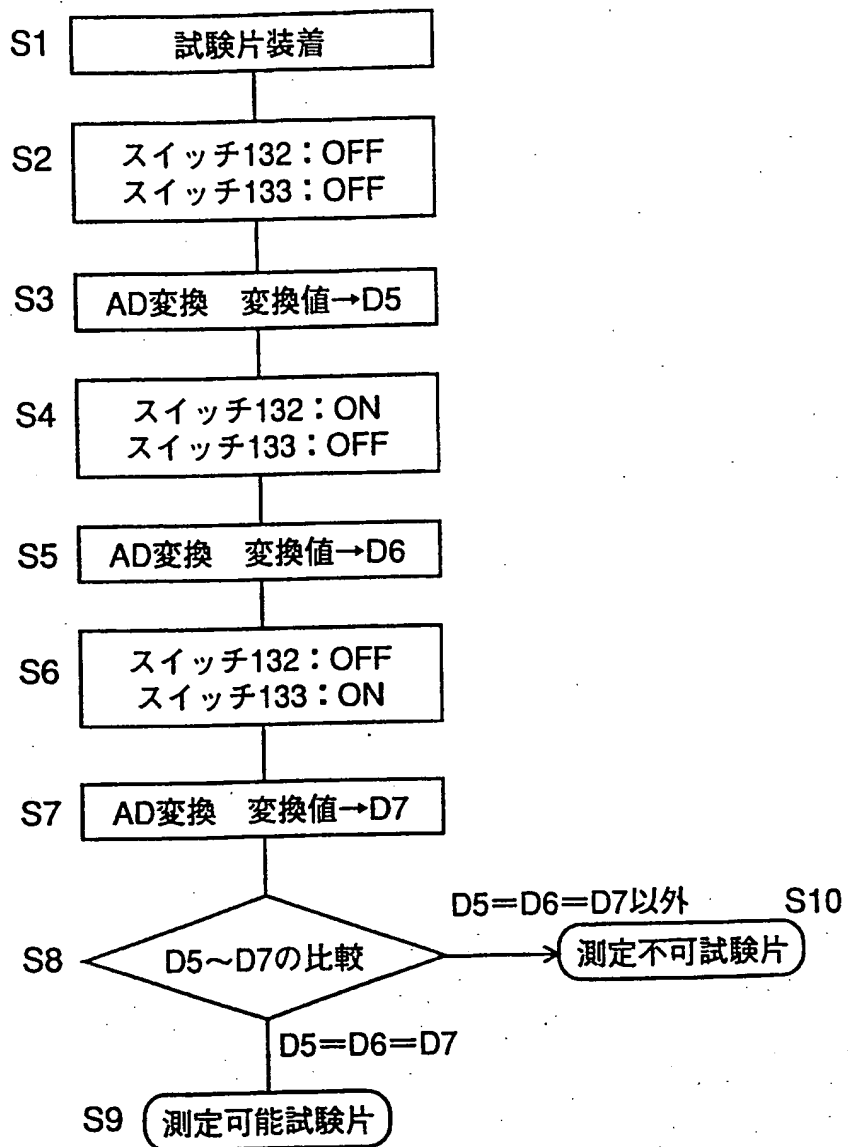 S1 試験片装着
S2 スイッチ132：OFF
スイッチ133：OFF
S3 AD変換　変換値→D5
S4 スイッチ132：ON
スイッチ133：OFF
S5 AD変換　変換値→D6
S6 スイッチ132：OFF
スイッチ133：ON
S7 AD変換　変換値→D7
D5＝D6＝D7以外 S10
S8 D5〜D7の比較 測定不可試験片
D5＝D6＝D7
S9 測定可能試験片